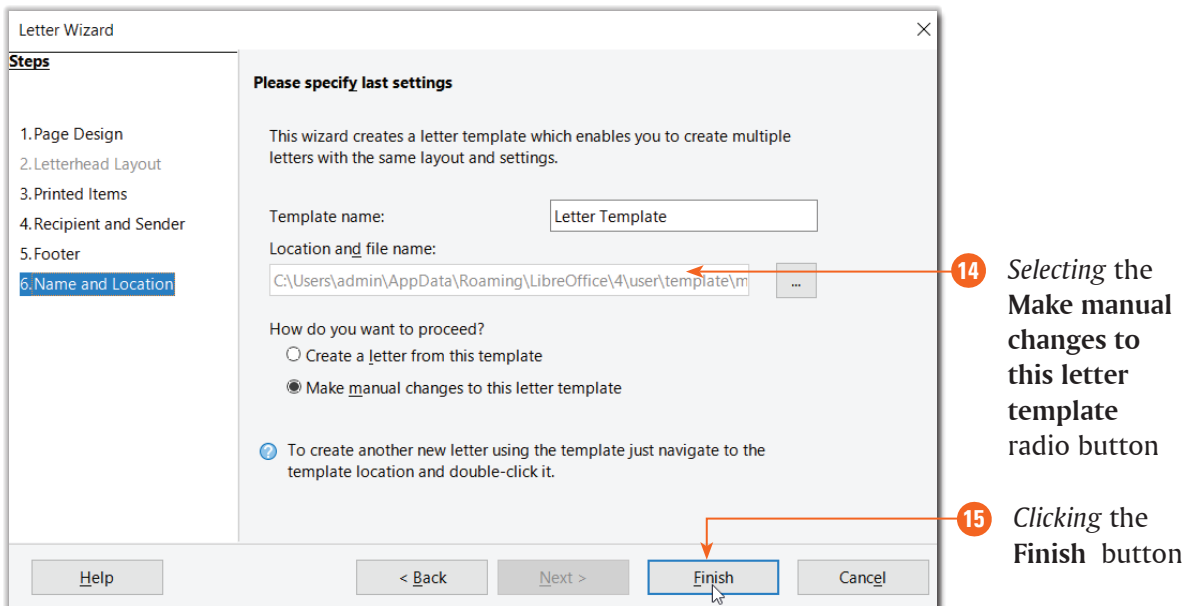 Letter Wizard
Steps
1. Page Design
2. Letterhead Layout
3. Printed Items
4. Recipient and Sender
5. Footer
6. Name and Location
Please specify last settings
This wizard creates a letter template which enables you to create multiple
letters with the same layout and settings.
Template name:
Letter Template
Location and file name:
C:\Users\admin\AppData\Roaming\LibreOffice\4\user\template\m
...
How do you want to proceed?
Create a letter from this template
Make manual changes to this letter template
To create another new letter using the template just navigate to the
template location and double-click it.
Help
< Back
Next >
Finish
Cancel
14 Selecting the
Make manual
changes to
this letter
template
radio button
15 Clicking the
Finish button